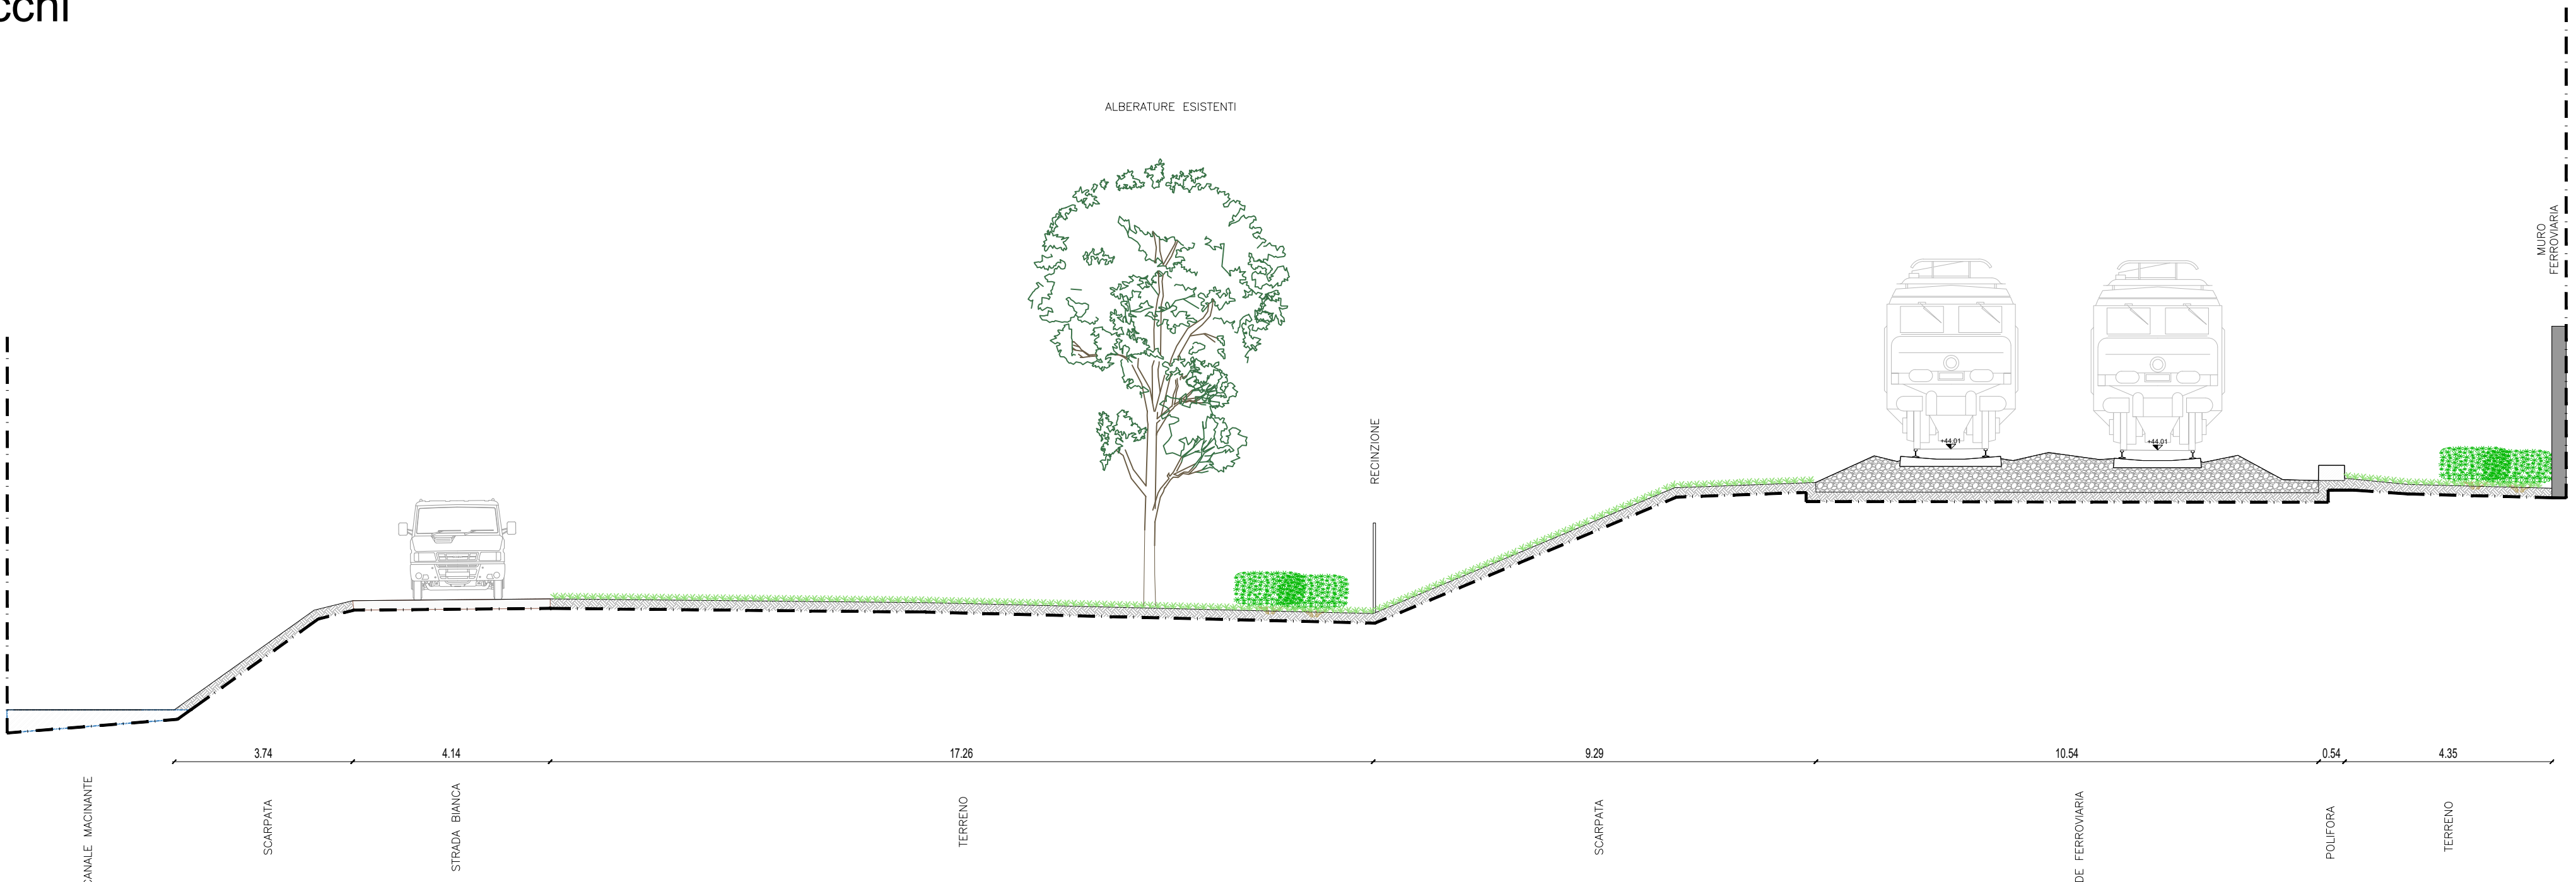 ALBERATURE ESISTENTI
MURO
FERROVIARIA
RECINZIONE
+44.01
+44.01
3.74
4.14
17.26
9.29
10.54
0.54
4.35
CANALE MACINANTE
SCARPATA
STRADA BIANCA
TERRENO
SCARPATA
DE FERROVIARIA
POLIFORA
TERRENO